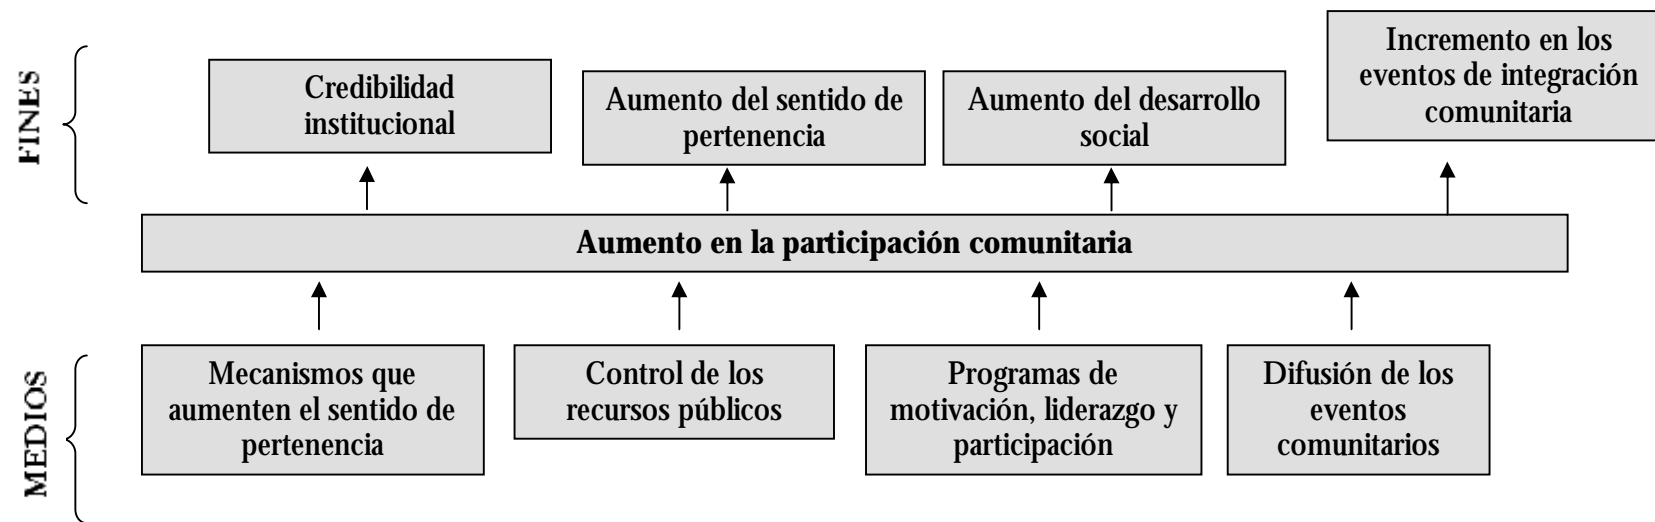 FINES
Credibilidad
institucional
Aumento del sentido de
pertenencia
Aumento del desarrollo
social
Incremento en los
eventos de integración
comunitaria
Aumento en la participación comunitaria
MEDIOS
Mecanismos que
aumenten el sentido de
pertenencia
Control de los
recursos públicos
Programas de
motivación, liderazgo y
participación
Difusión de los
eventos
comunitarios